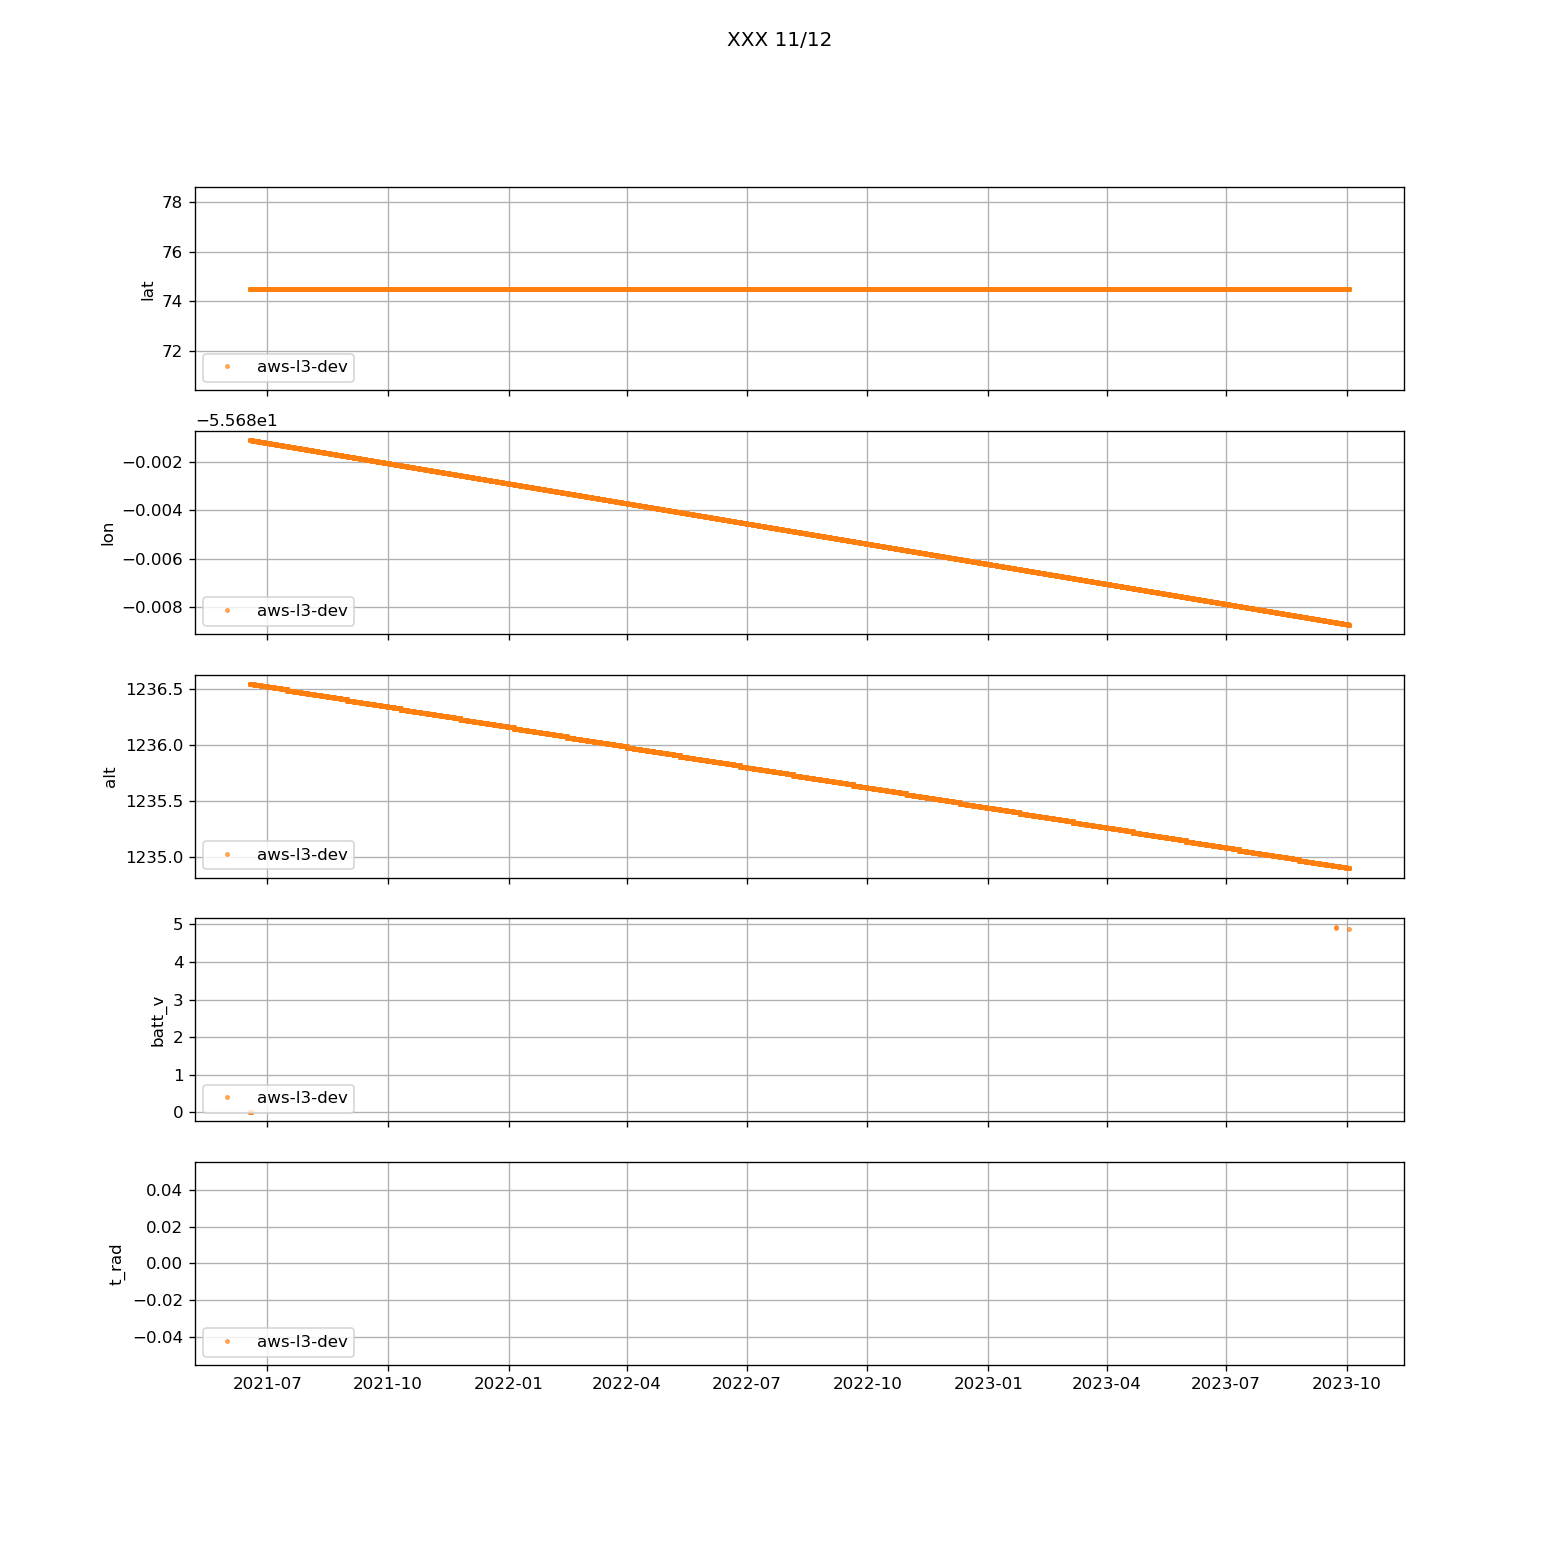 XXX 11/12
78
76
74
72
lat
aws-l3-dev
−5.568e1
−0.002
−0.004
−0.006
−0.008
lon
aws-l3-dev
1236.5
1236.0
1235.5
1235.0
alt
aws-l3-dev
5
4
3
2
1
0
batt_v
aws-l3-dev
0.04
0.02
0.00
−0.02
−0.04
t_rad
aws-l3-dev
2021-07 2021-10 2022-01 2022-04 2022-07 2022-10 2023-01 2023-04 2023-07 2023-10